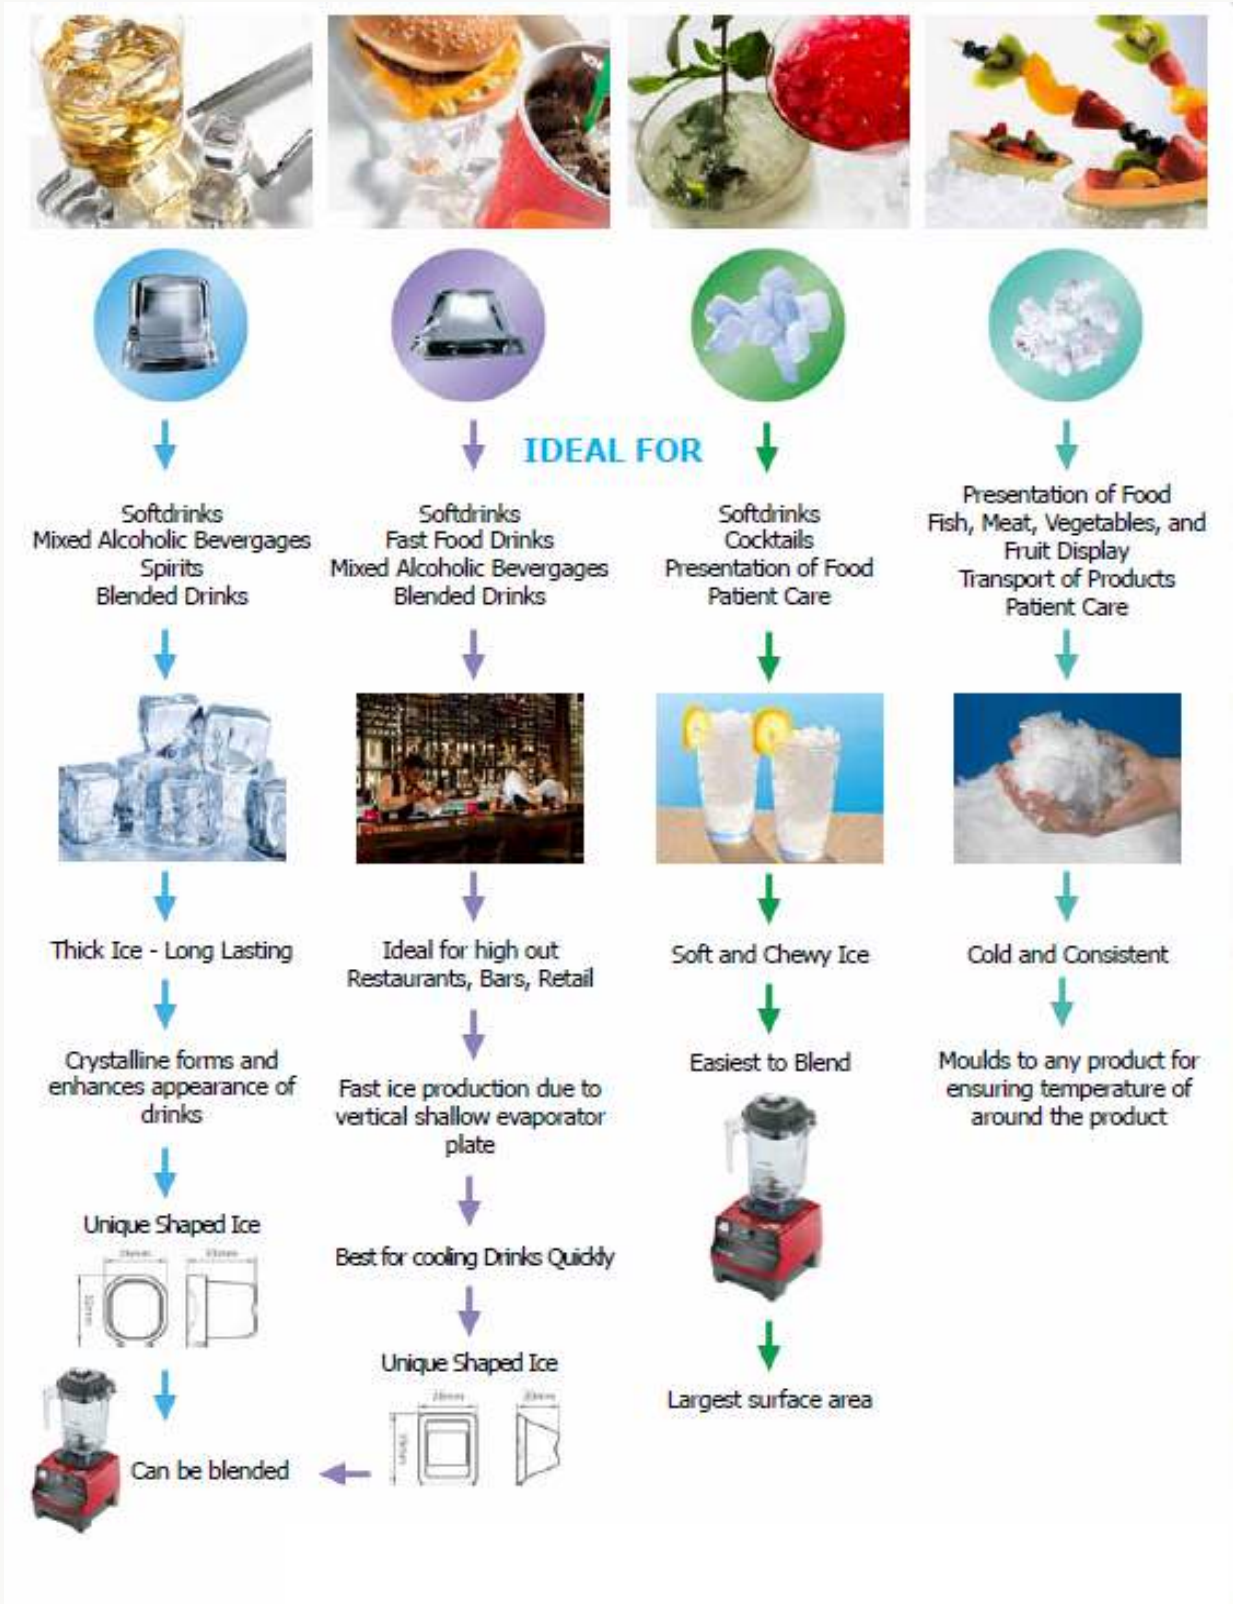 IDEAL FOR
Softdrinks
Mixed Alcoholic Bevergages
Spirits
Blended Drinks
Softdrinks
Fast Food Drinks
Mixed Alcoholic Bevergages
Blended Drinks
Softdrinks
Cocktails
Presentation of Food
Patient Care
Presentation of Food
Fish, Meat, Vegetables, and
Fruit Display
Transport of Products
Patient Care
Thick Ice - Long Lasting
Ideal for high out
Restaurants, Bars, Retail
Soft and Chewy Ice
Cold and Consistent
Crystalline forms and
enhances appearance of
drinks
Fast ice production due to
vertical shallow evaporator
plate
Easiest to Blend
Moulds to any product for
ensuring temperature of
around the product
Unique Shaped Ice
Best for cooling Drinks Quickly
Unique Shaped Ice
Largest surface area
Can be blended